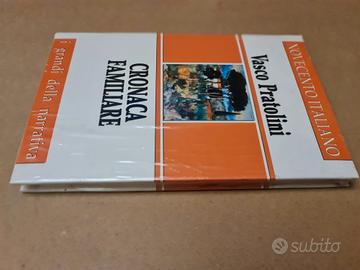 NOVECENTO ITALIANO
Vasco Pratolini
CRONACA
FAMILIARE
i grandi della narrativa
subito